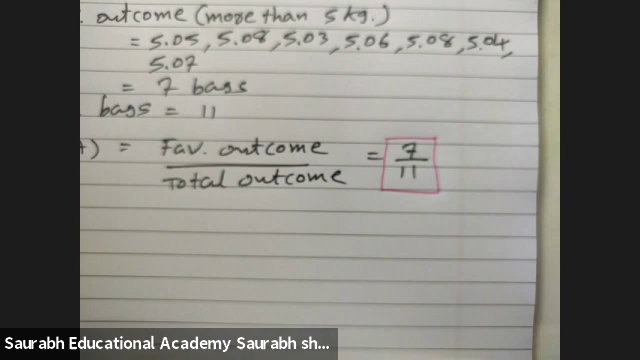 . outcome (more than 5 kg.)
= 5.05, 5.08, 5.03, 5.06, 5.08, 5.04,
5.07
= 7 bags
. bags = 11
) = Fav. outcome / Total outcome = 7/11
Saurabh Educational Academy Saurabh sh...